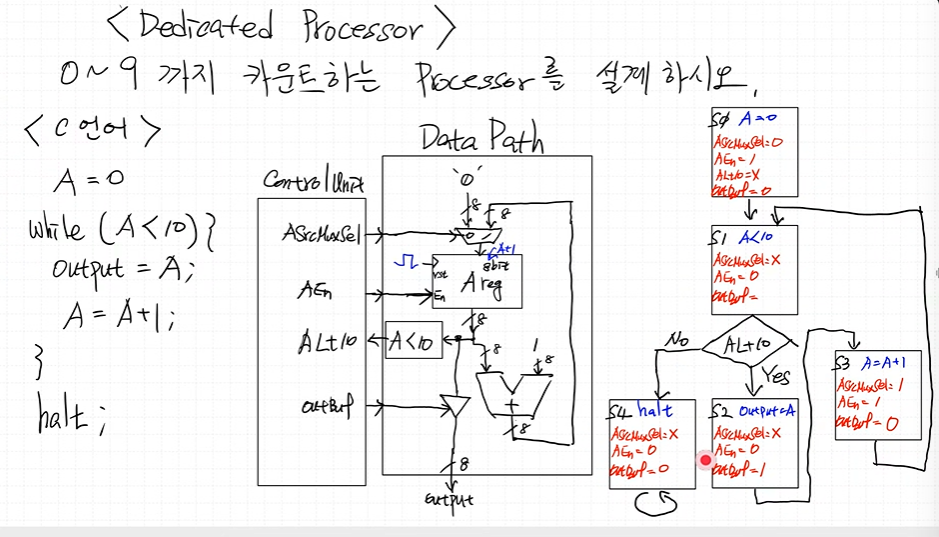 < Dedicated Processor >
0~9 까지 카운트하는 Processor를 설계 하시오.
< C언어 >
A = 0
while (A<10) {
output = A;
A = A+1;
}
halt;
Data Path
Control Unit
ASrcMuxSel
AEn
ALt10
outBuf
'0'
8
8
0 1
A+1
8bit
rst
En
A reg
8
A<10
8
1
8
+
8
8
output
S0 A=0
ASrcMuxSel=0
AEn=1
ALt10=X
outBuf=0
S1 A<10
ASrcMuxSel=X
AEn=0
outBuf=
ALt10
No
Yes
S4 halt
ASrcMuxSel=X
AEn=0
outBuf=0
S2 output=A
ASrcMuxSel=X
AEn=0
outBuf=1
S3 A=A+1
ASrcMuxSel=1
AEn=1
outBuf=0